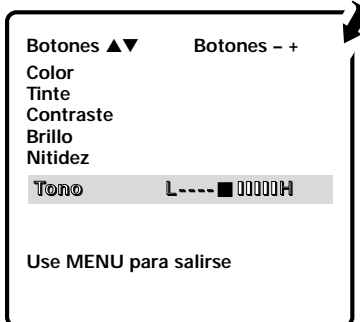 Botones ▲▼ Botones – +
Color
Tinte
Contraste
Brillo
Nitidez
Tono L----■IIIIIIH
Use MENU para salirse